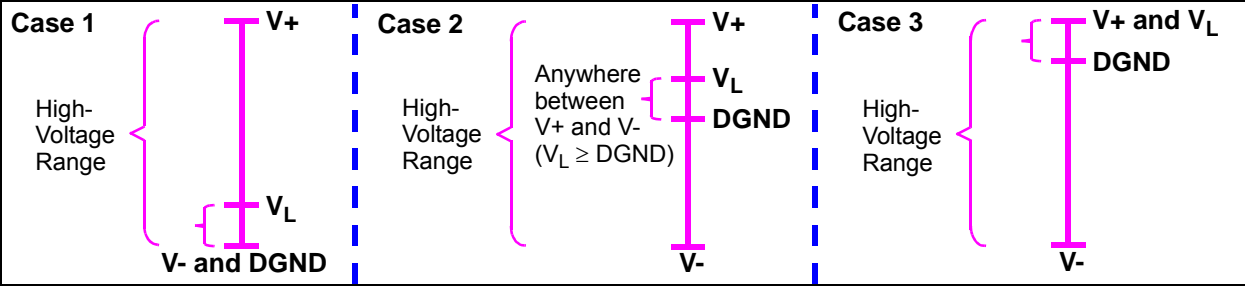 Case 1
V+
High-
Voltage
Range
VL
V- and DGND
Case 2
V+
Anywhere
between
V+ and V-
(VL ≥ DGND)
High-
Voltage
Range
VL
DGND
V-
Case 3
V+ and VL
DGND
High-
Voltage
Range
V-